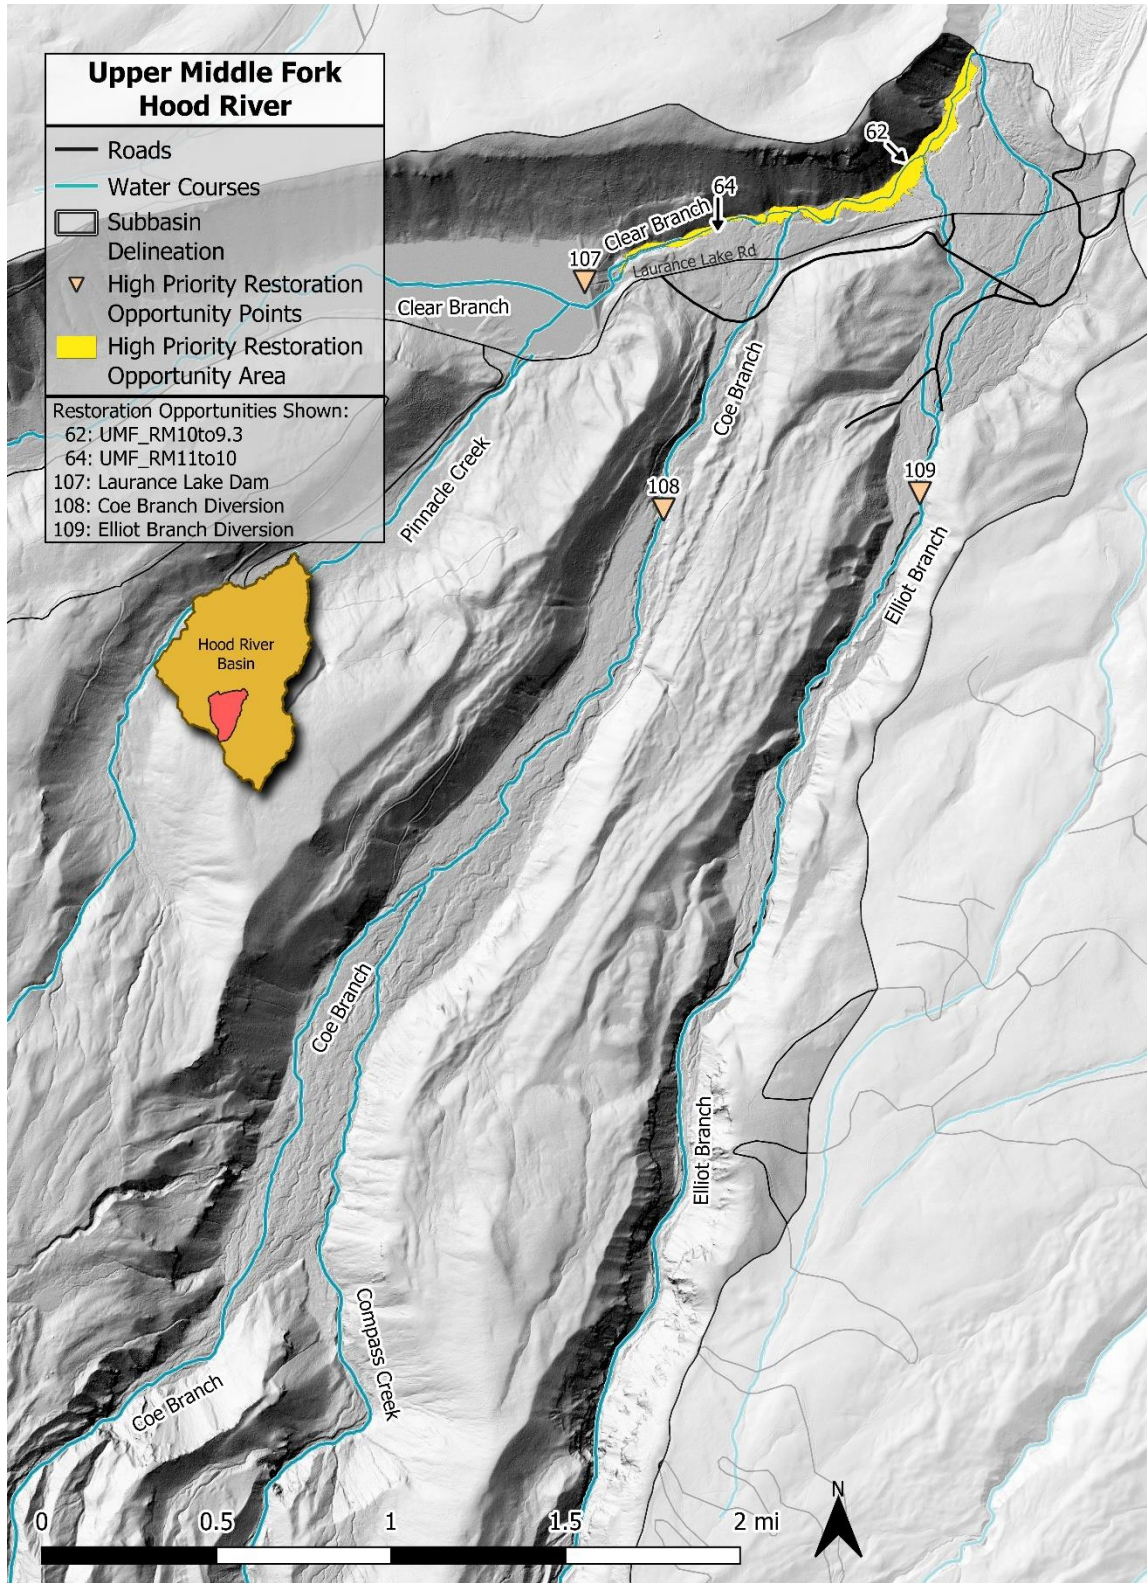 Upper Middle Fork
Hood River
Roads
Water Courses
Subbasin
Delineation
High Priority Restoration
Opportunity Points
High Priority Restoration
Opportunity Area
Restoration Opportunities Shown:
62: UMF_RM10to9.3
64: UMF_RM11to10
107: Laurance Lake Dam
108: Coe Branch Diversion
109: Elliot Branch Diversion
62
64
Clear Branch
107
Laurance Lake Rd
Clear Branch
Coe Branch
Pinnacle Creek
108
109
Elliot Branch
Hood River
Basin
Coe Branch
Elliot Branch
Compass Creek
Coe Branch
N
0 0.5 1 1.5 2 mi